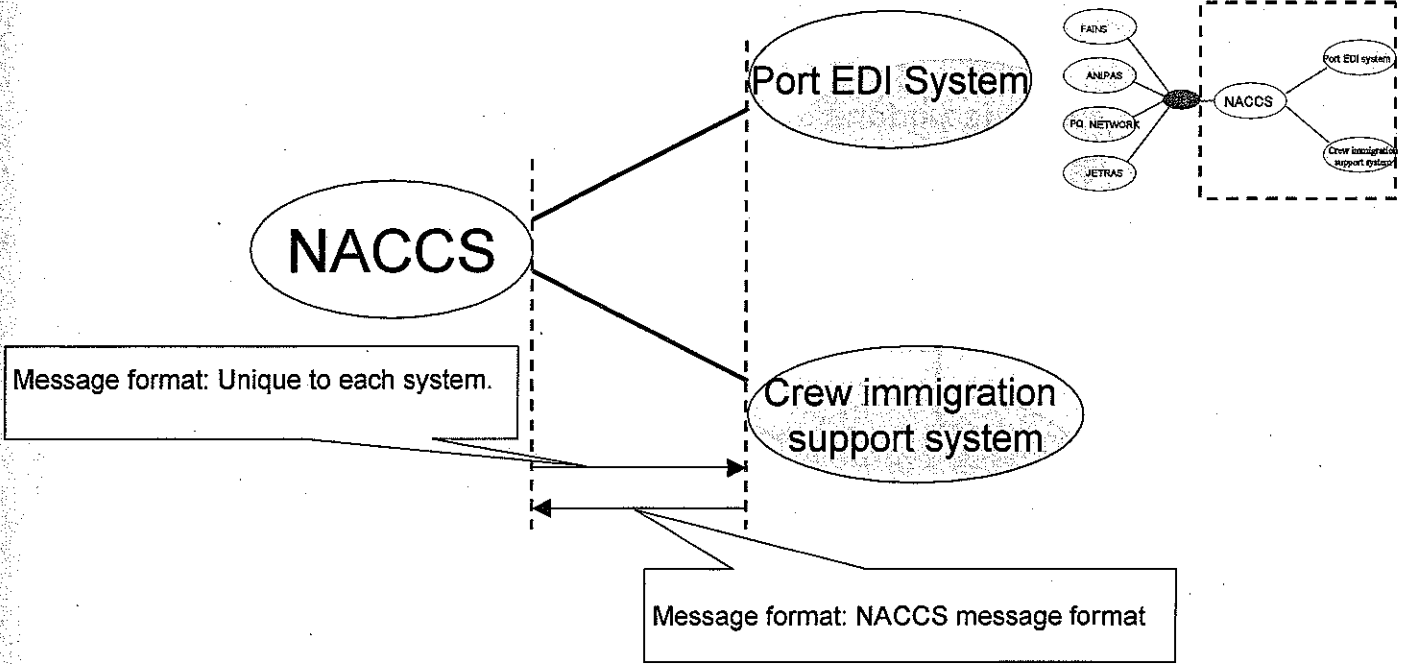 Port EDI System
NACCS
Message format: Unique to each system.
Crew immigration
support system
Message format: NACCS message format
FAINS
ANIPAS
PQ NETWORK
JETRAS
NACCS
Port EDI system
Crew immigration
support system